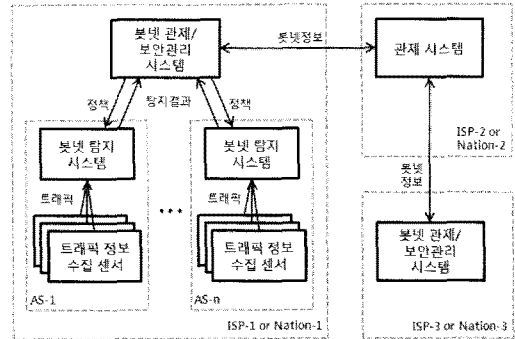 봇넷 관제/
보안관리
시스템
봇넷정보
관제 시스템
정책
탐지결과
정책
ISP-2 or
Nation-2
봇넷 탐지
시스템
봇넷 탐지
시스템
봇넷
정보
트래픽
...
트래픽
트래픽 정보
수집 센서
트래픽 정보
수집 센서
봇넷 관제/
보안관리
시스템
AS-1
AS-n
ISP-1 or Nation-1
ISP-3 or Nation-3